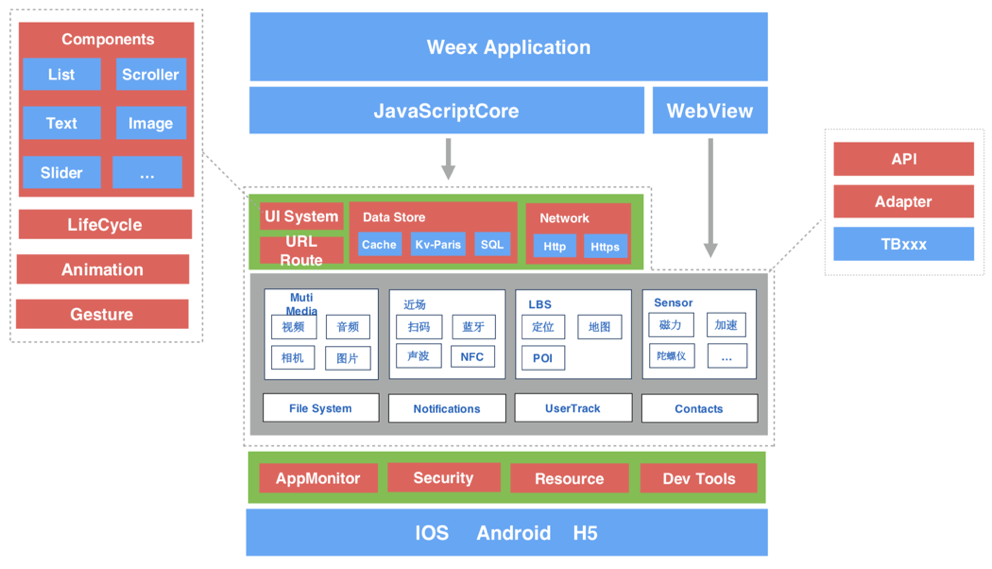 Components
List
Scroller
Text
Image
Slider
...
LifeCycle
Animation
Gesture
Weex Application
JavaScriptCore
WebView
UI System
URL
Route
Data Store
Cache
Kv-Paris
SQL
Network
Http
Https
Muti
Media
视频
音频
相机
图片
近场
扫码
蓝牙
声波
NFC
LBS
定位
地图
POI
Sensor
磁力
加速
陀螺仪
...
File System
Notifications
UserTrack
Contacts
API
Adapter
TBxxx
AppMonitor
Security
Resource
Dev Tools
IOS Android H5